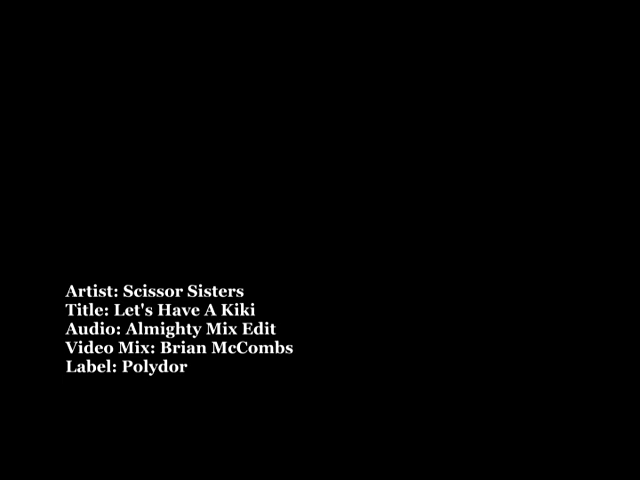 Artist: Scissor Sisters
Title: Let's Have A Kiki
Audio: Almighty Mix Edit
Video Mix: Brian McCombs
Label: Polydor